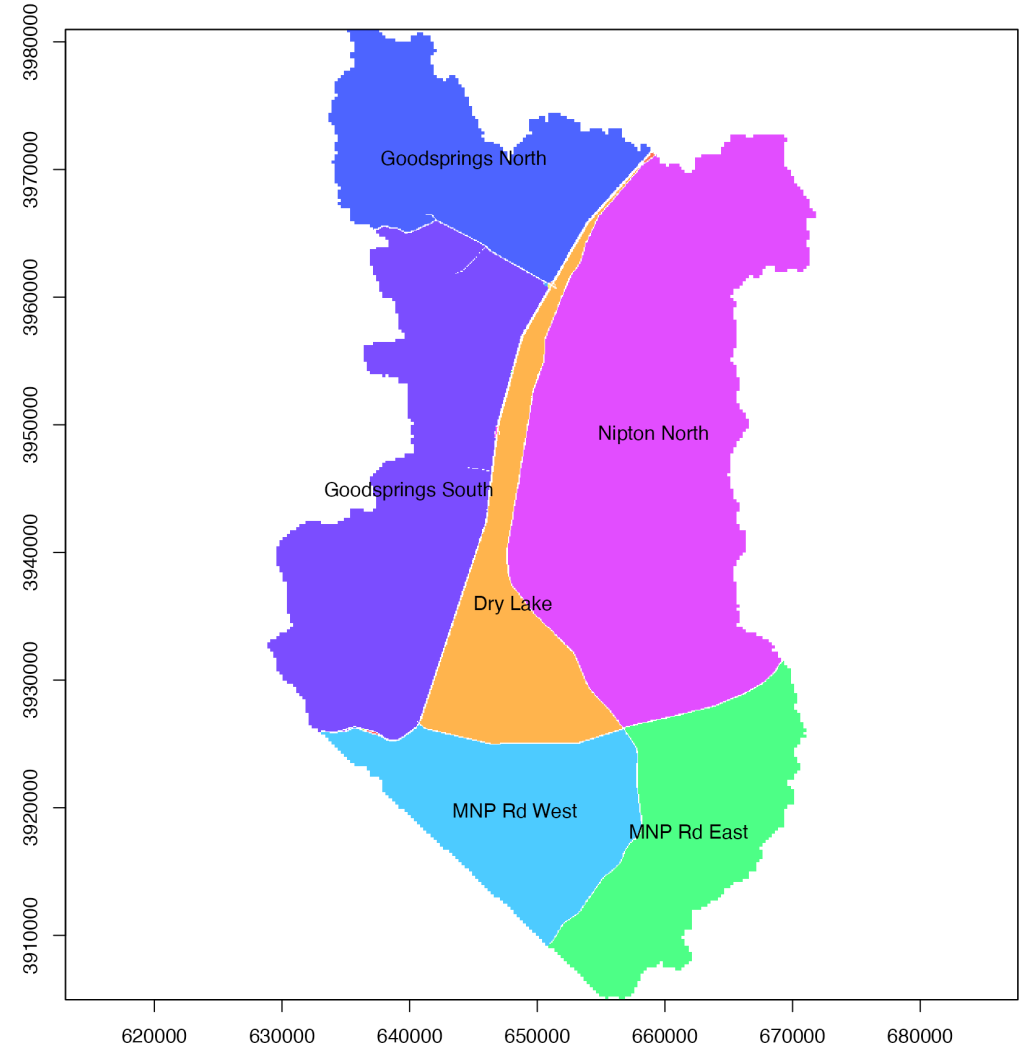 3980000
3970000
3960000
3950000
3940000
3930000
3920000
3910000
Goodsprings North
Nipton North
Goodsprings South
Dry Lake
MNP Rd West
MNP Rd East
620000 630000 640000 650000 660000 670000 680000